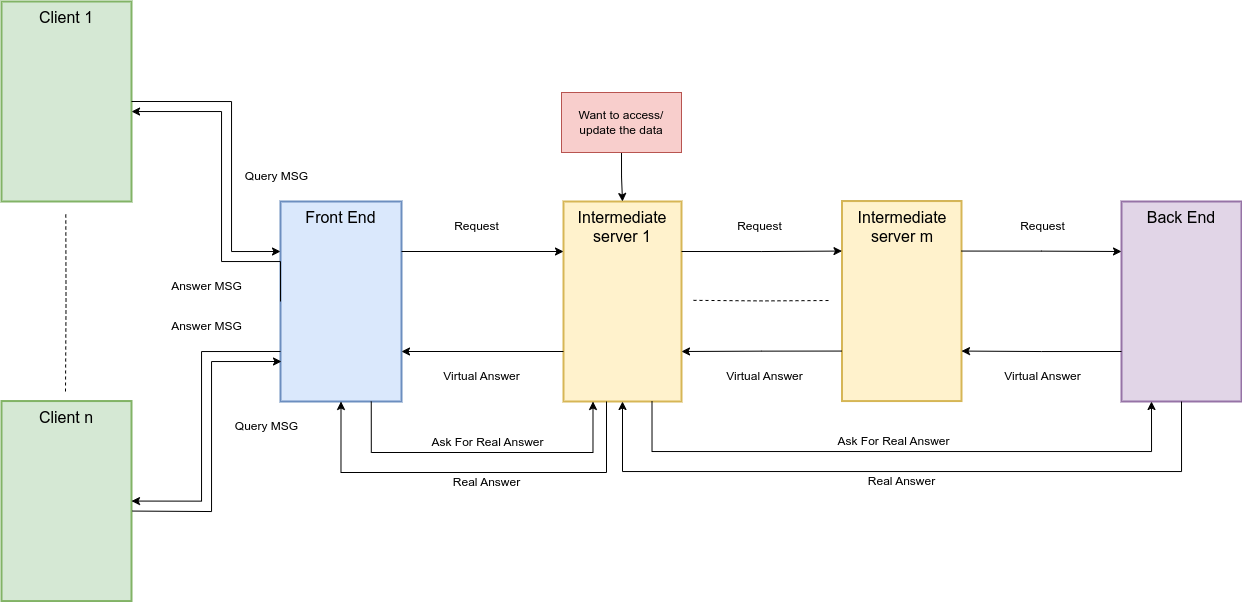 Client 1
Want to access/
update the data
Query MSG
Front End
Intermediate
server 1
Intermediate
server m
Back End
Request
Request
Request
Answer MSG
Answer MSG
Virtual Answer
Virtual Answer
Virtual Answer
Client n
Query MSG
Ask For Real Answer
Ask For Real Answer
Real Answer
Real Answer